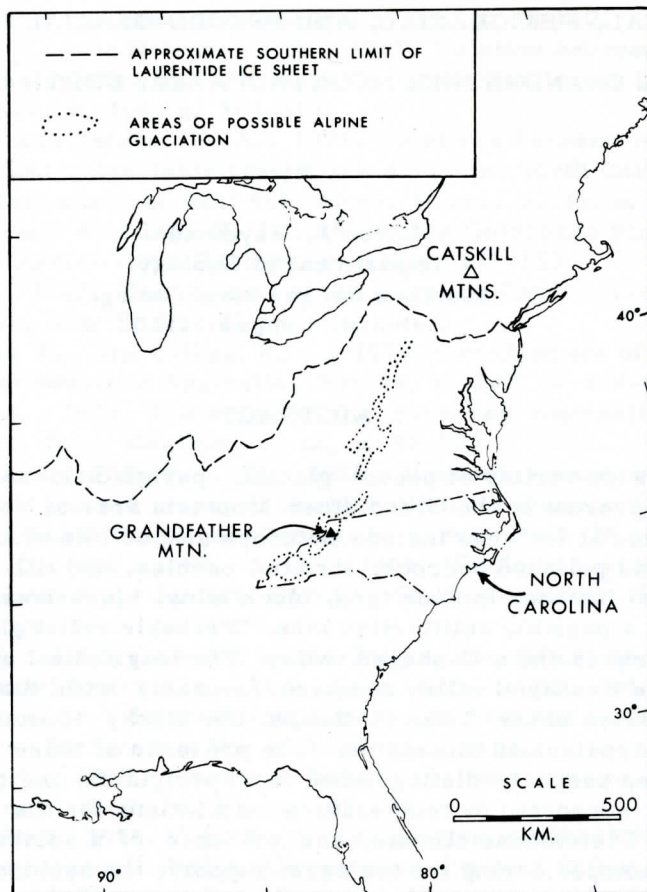 APPROXIMATE SOUTHERN LIMIT OF
LAURENTIDE ICE SHEET
AREAS OF POSSIBLE ALPINE
GLACIATION
CATSKILL
MTNS.
40°
GRANDFATHER
MTN.
NORTH
CAROLINA
30°
SCALE
0 500
KM.
90° 80°